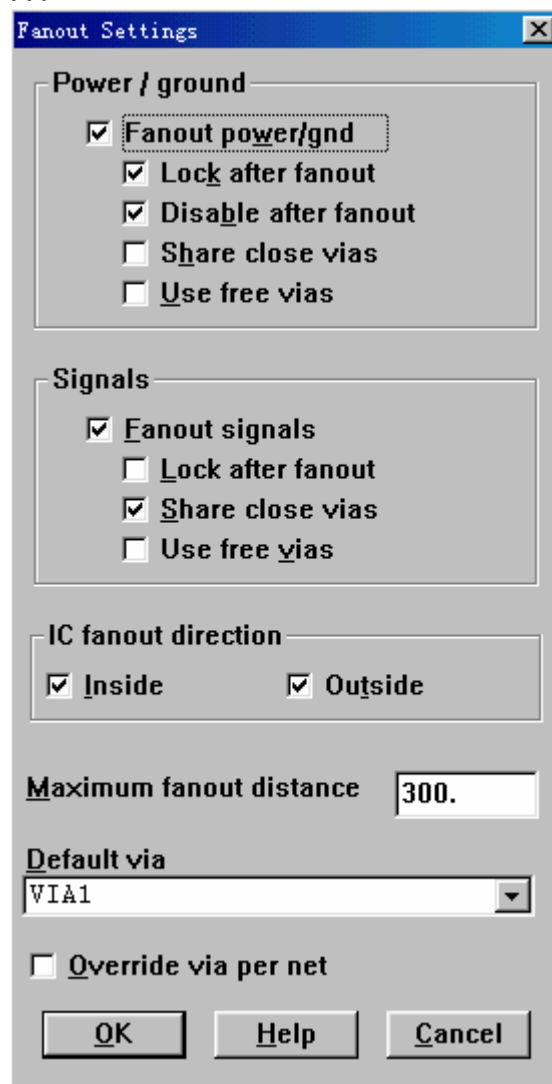 Fanout Settings
Power / ground
Fanout power/gnd
Lock after fanout
Disable after fanout
Share close vias
Use free vias
Signals
Fanout signals
Lock after fanout
Share close vias
Use free vias
IC fanout direction
Inside Outside
Maximum fanout distance 300.
Default via
VIA1
Override via per net
OK Help Cancel